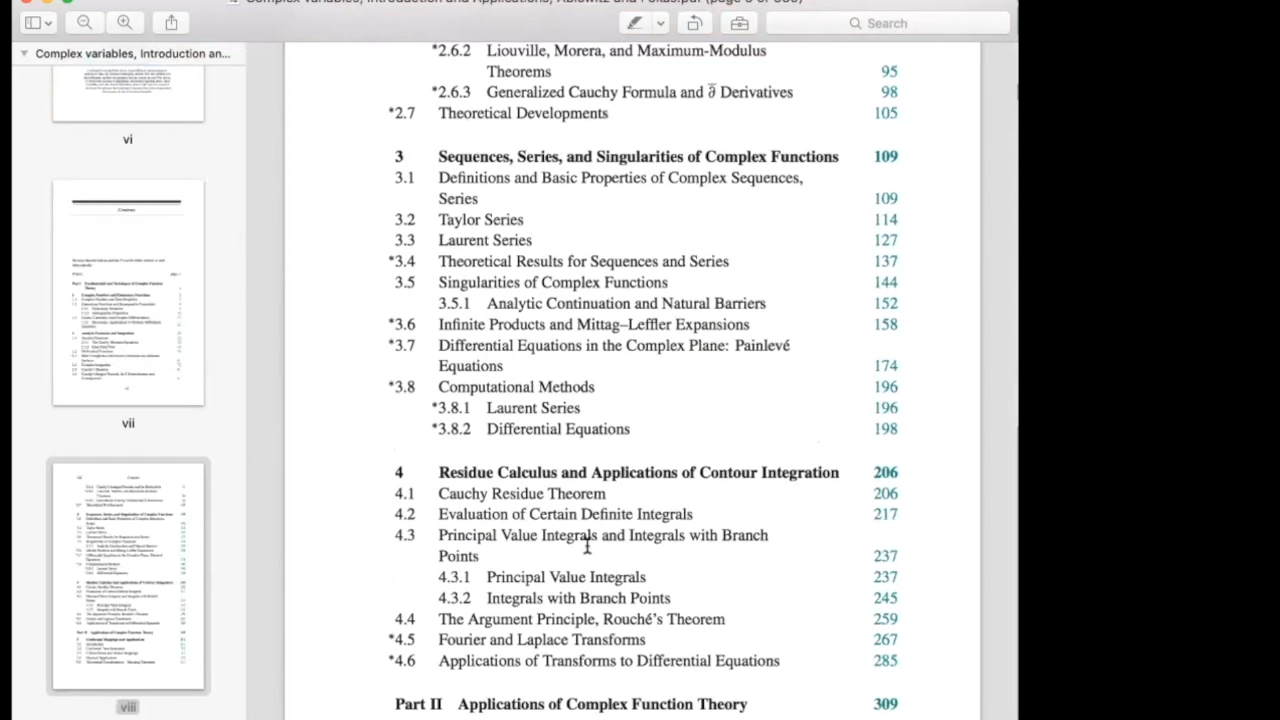 Search
Complex variables, Introduction an...
vi
vii
viii
*2.6.2 Liouville, Morera, and Maximum-Modulus
Theorems 95
*2.6.3 Generalized Cauchy Formula and ∂̅ Derivatives 98
*2.7 Theoretical Developments 105
3 Sequences, Series, and Singularities of Complex Functions 109
3.1 Definitions and Basic Properties of Complex Sequences,
Series 109
3.2 Taylor Series 114
3.3 Laurent Series 127
*3.4 Theoretical Results for Sequences and Series 137
3.5 Singularities of Complex Functions 144
3.5.1 Analytic Continuation and Natural Barriers 152
*3.6 Infinite Products and Mittag–Leffler Expansions 158
*3.7 Differential Equations in the Complex Plane: Painlevé
Equations 174
*3.8 Computational Methods 196
*3.8.1 Laurent Series 196
*3.8.2 Differential Equations 198
4 Residue Calculus and Applications of Contour Integration 206
4.1 Cauchy Residue Theorem 206
4.2 Evaluation of Certain Definite Integrals 217
4.3 Principal Value Integrals and Integrals with Branch
Points 237
4.3.1 Principal Value Integrals 237
4.3.2 Integrals with Branch Points 245
4.4 The Argument Principle, Rouché's Theorem 259
*4.5 Fourier and Laplace Transforms 267
*4.6 Applications of Transforms to Differential Equations 285
Part II Applications of Complex Function Theory 309